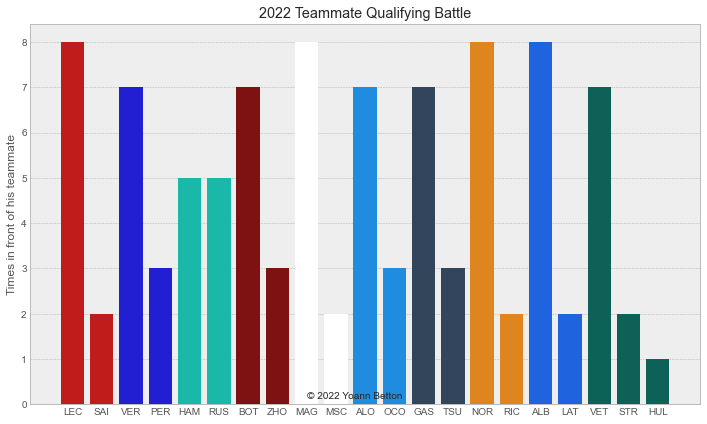 2022 Teammate Qualifying Battle
Times in front of his teammate
8
7
6
5
4
3
2
1
0
© 2022 Yoann Betton
LEC SAI VER PER HAM RUS BOT ZHO MAG MSC ALO OCO GAS TSU NOR RIC ALB LAT VET STR HUL